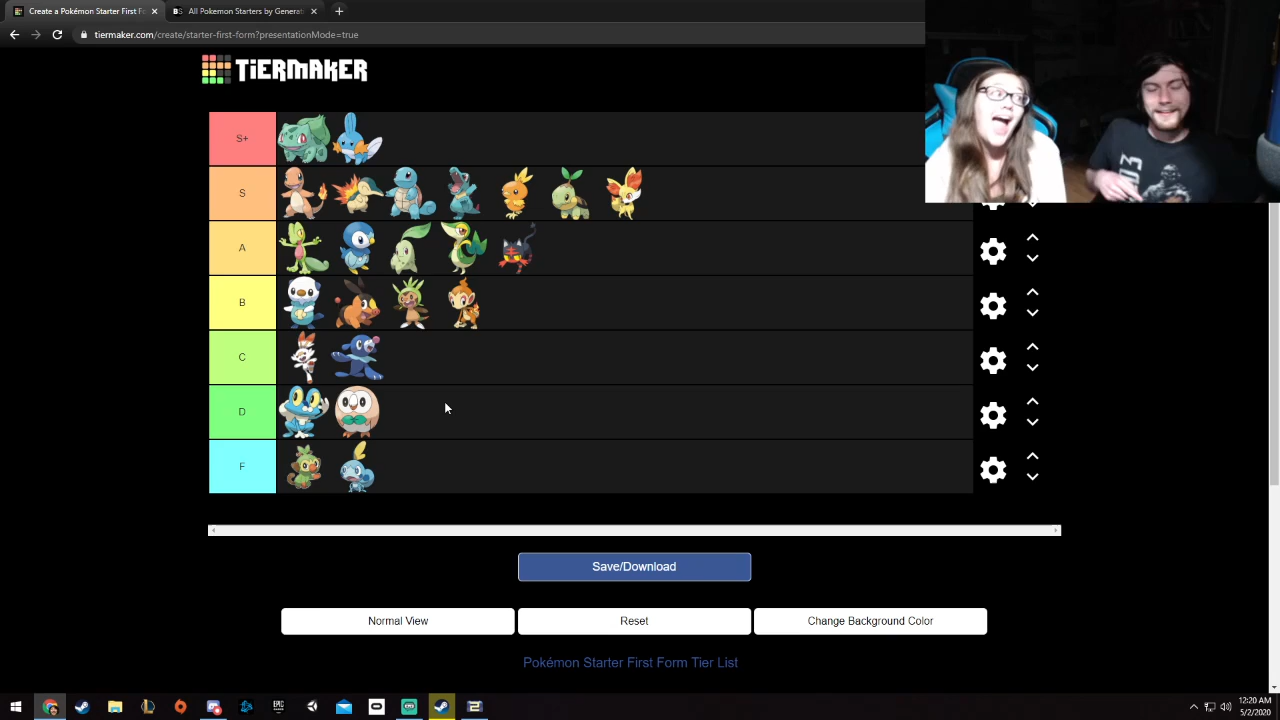 Create a Pokémon Starter First Fo
All Pokemon Starters by Generat
tiermaker.com/create/starter-first-form?presentationMode=true
TIERMAKER
S+
S
A
B
C
D
F
Save/Download
Normal View
Reset
Change Background Color
Pokémon Starter First Form Tier List
12:20 AM
5/2/2020